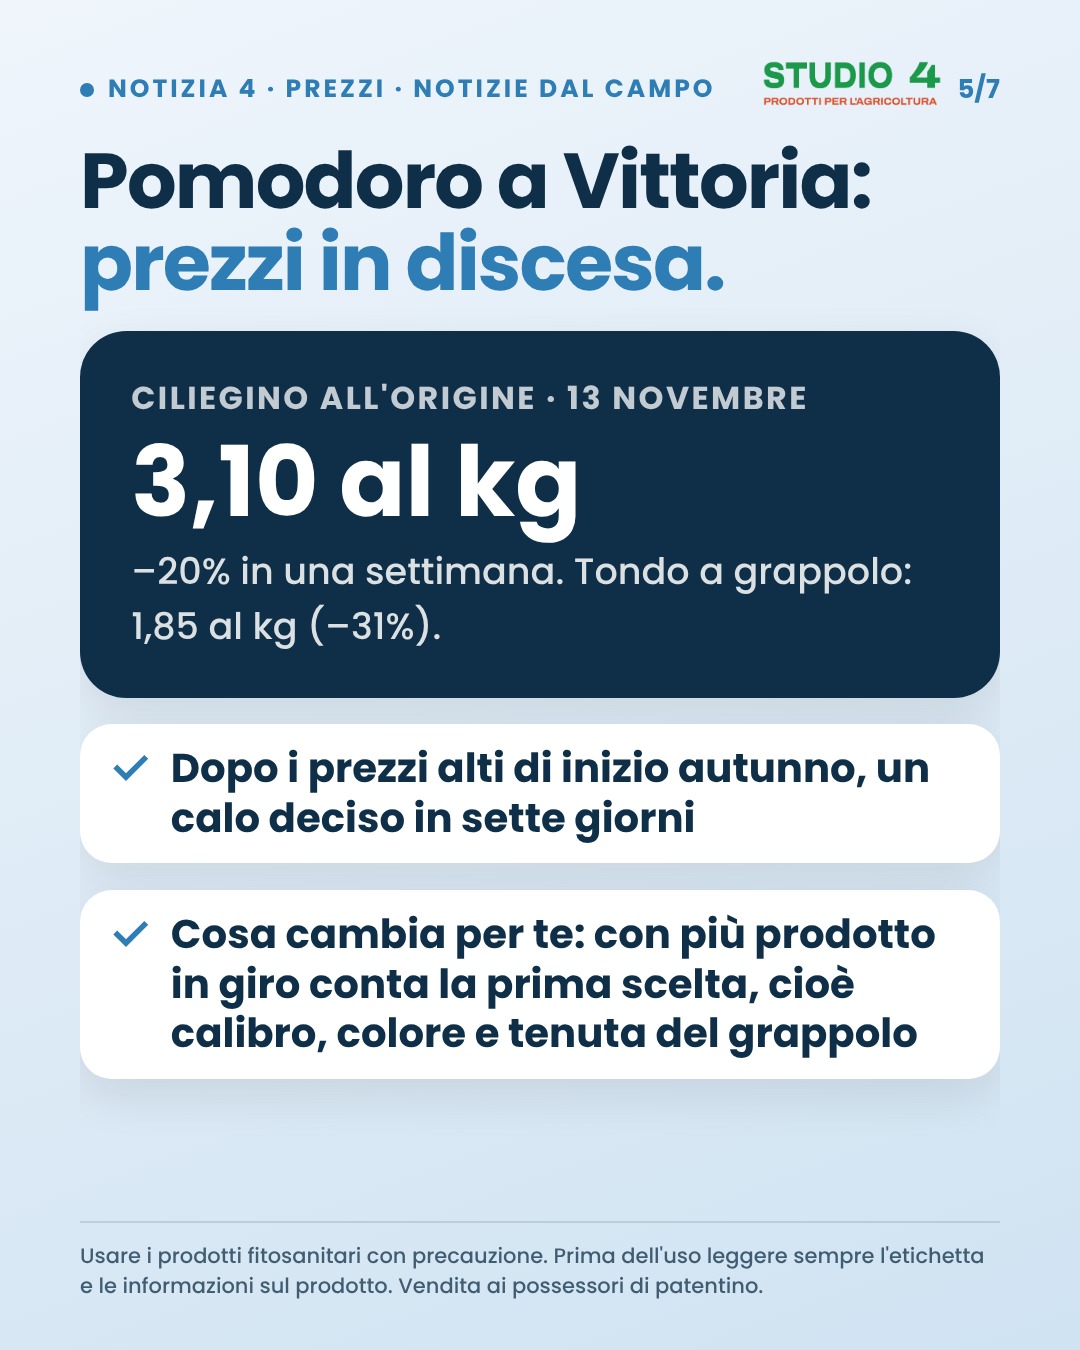 NOTIZIA 4 · PREZZI · NOTIZIE DAL CAMPO
STUDIO 4
PRODOTTI PER L'AGRICOLTURA
5/7
Pomodoro a Vittoria:
prezzi in discesa.
CILIEGINO ALL'ORIGINE · 13 NOVEMBRE
3,10 al kg
–20% in una settimana. Tondo a grappolo:
1,85 al kg (–31%).
Dopo i prezzi alti di inizio autunno, un
calo deciso in sette giorni
Cosa cambia per te: con più prodotto
in giro conta la prima scelta, cioè
calibro, colore e tenuta del grappolo
Usare i prodotti fitosanitari con precauzione. Prima dell'uso leggere sempre l'etichetta
e le informazioni sul prodotto. Vendita ai possessori di patentino.